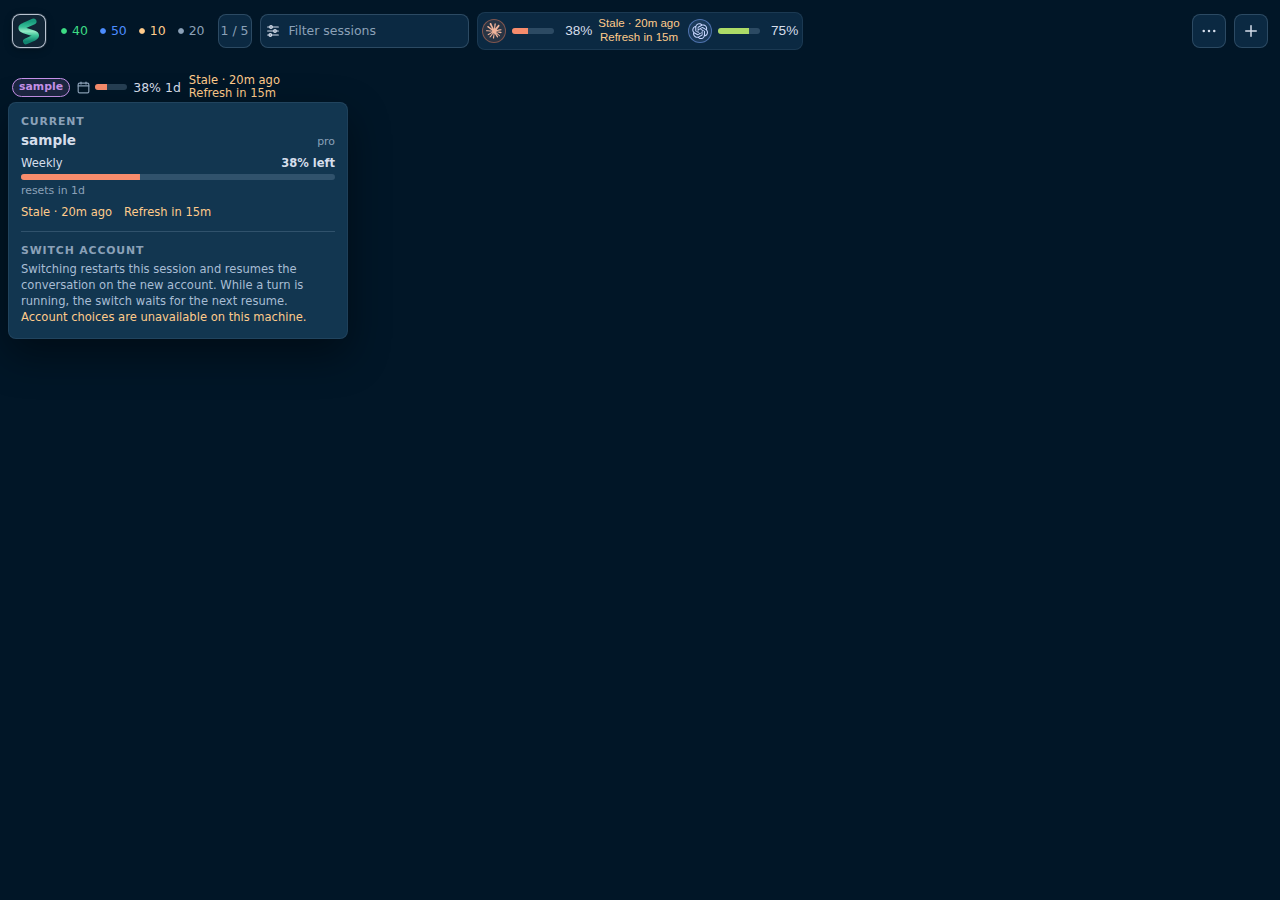 40 50 10 20 1 / 5 Filter sessions 38% Stale · 20m ago 75%
Refresh in 15m
sample 38% 1d Stale · 20m ago
Refresh in 15m
CURRENT
sample pro
Weekly 38% left
resets in 1d
Stale · 20m ago Refresh in 15m
SWITCH ACCOUNT
Switching restarts this session and resumes the
conversation on the new account. While a turn is
running, the switch waits for the next resume.
Account choices are unavailable on this machine.